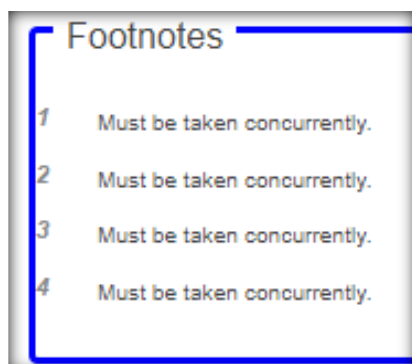 Footnotes
1 Must be taken concurrently.
2 Must be taken concurrently.
3 Must be taken concurrently.
4 Must be taken concurrently.